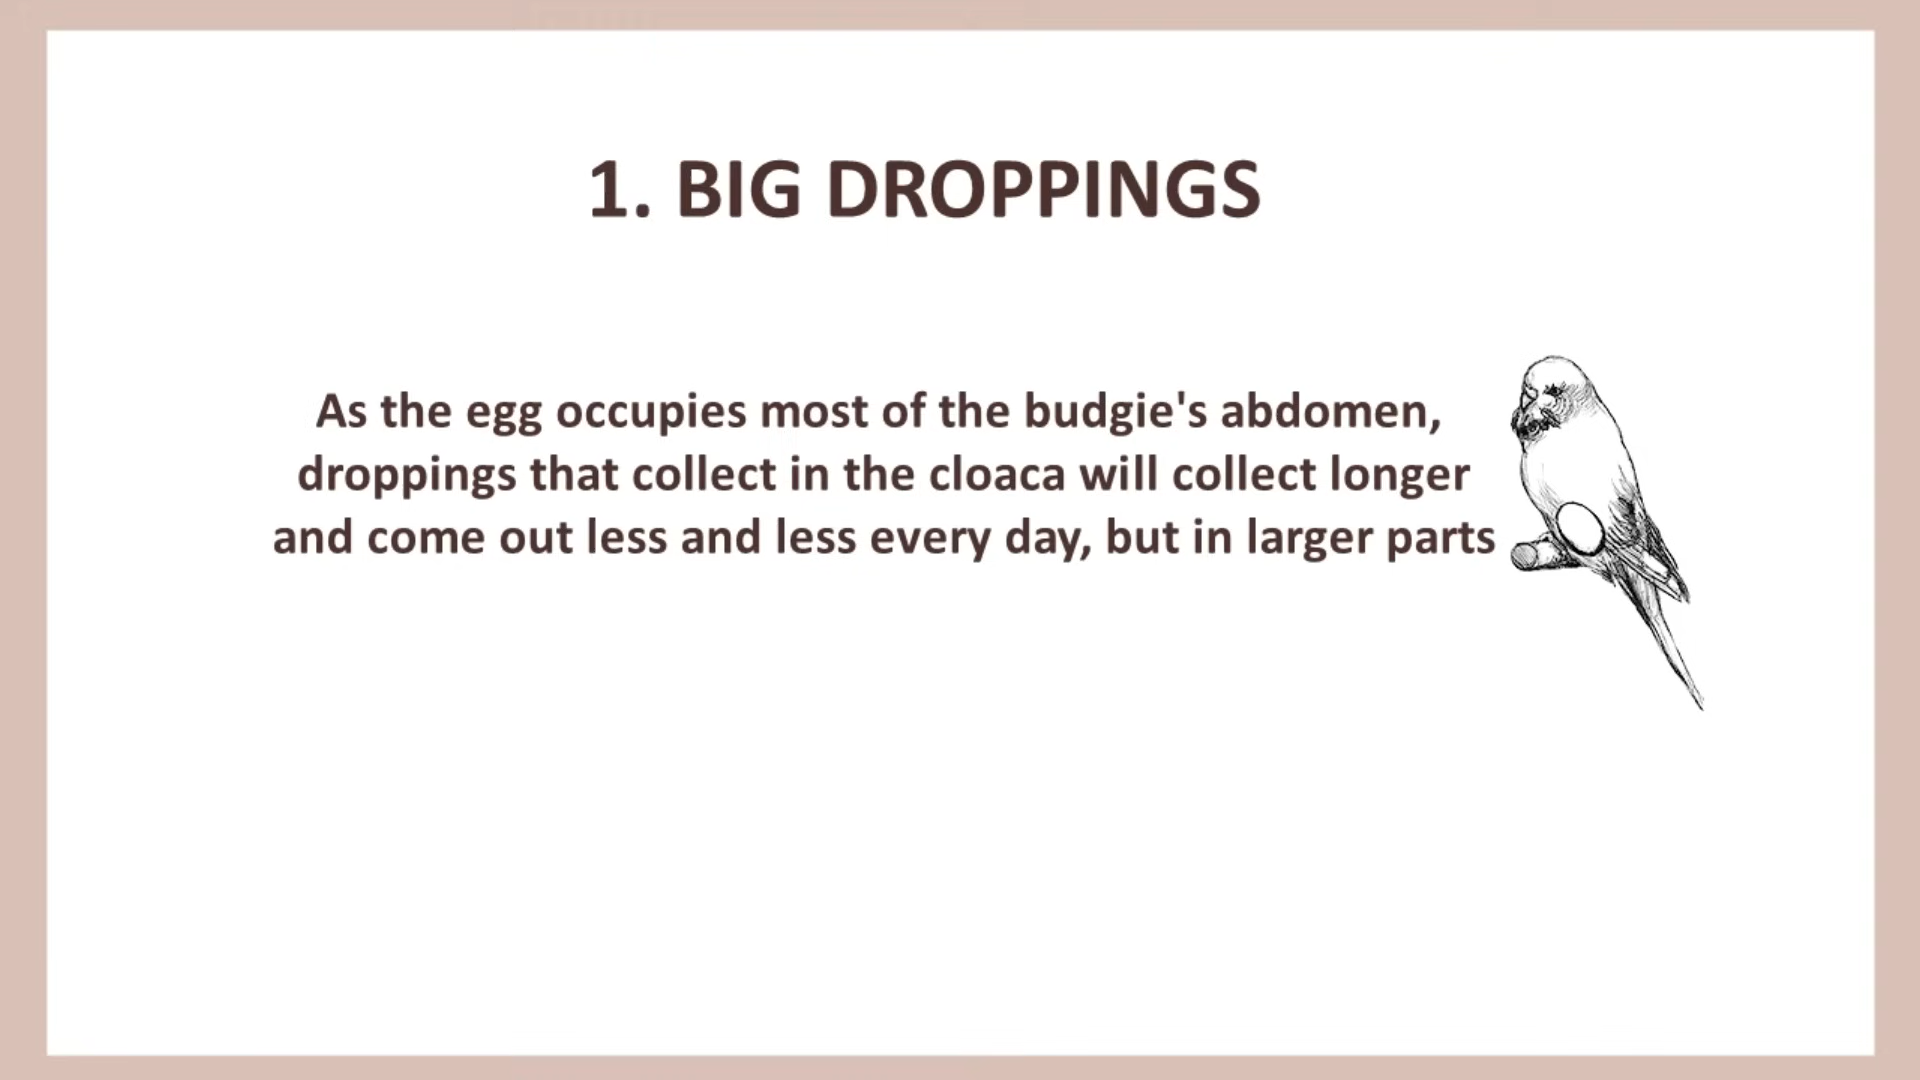 1. BIG DROPPINGS
As the egg occupies most of the budgie's abdomen,
droppings that collect in the cloaca will collect longer
and come out less and less every day, but in larger parts